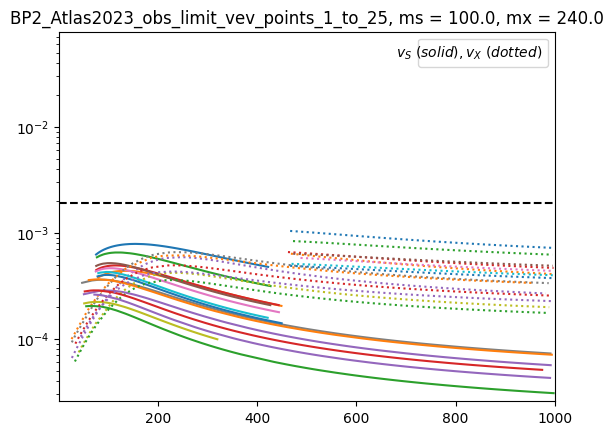 BP2_Atlas2023_obs_limit_vev_points_1_to_25, ms = 100.0, mx = 240.0
v_S (solid), v_X (dotted)
10^{-2}
10^{-3}
10^{-4}
200 400 600 800 1000